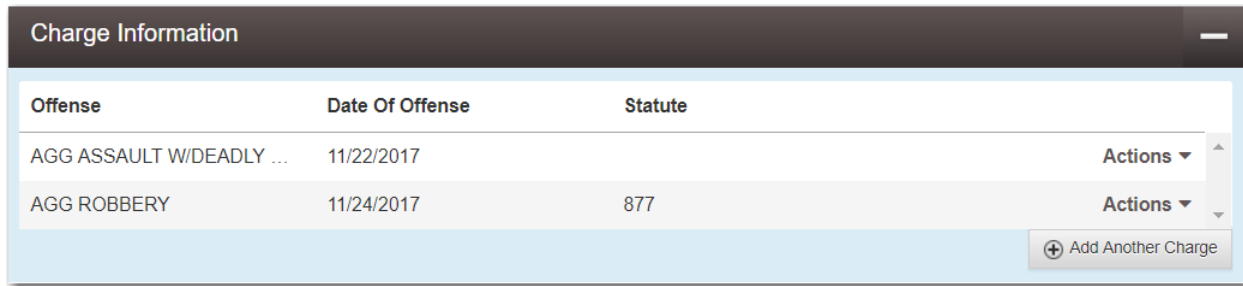 Charge Information
Offense Date Of Offense Statute
AGG ASSAULT W/DEADLY ... 11/22/2017 Actions
AGG ROBBERY 11/24/2017 877 Actions
Add Another Charge